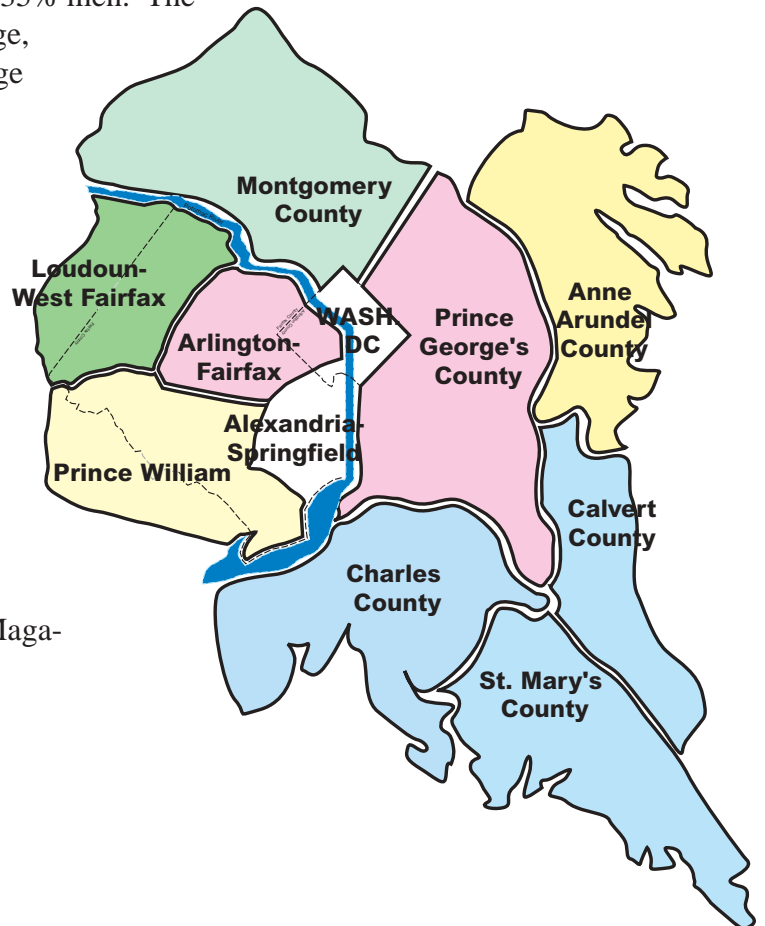 35% men. The
ge,
ge
Montgomery
County
Loudoun-
West Fairfax
WASH.
DC
Arlington-
Fairfax
Prince
George's
County
Anne
Arundel
County
Alexandria-
Springfield
Prince William
Calvert
County
Charles
County
Maga-
St. Mary's
County